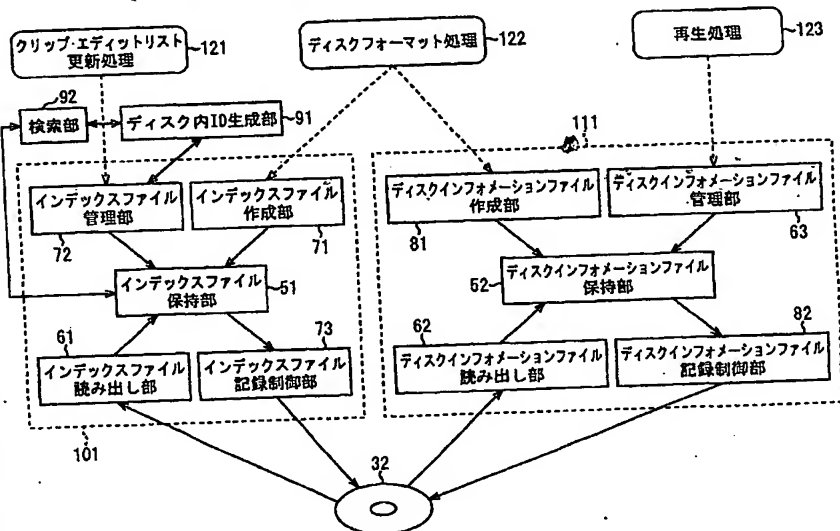 クリップ・エディットリスト
更新処理
121
ディスクフォーマット処理
122
再生処理
123
92
検索部
ディスク内ID生成部
91
111
インデックスファイル
管理部
72
インデックスファイル
作成部
71
ディスクインフォメーションファイル
作成部
81
ディスクインフォメーションファイル
管理部
63
インデックスファイル
保持部
51
52
ディスクインフォメーションファイル
保持部
61
インデックスファイル
読み出し部
73
インデックスファイル
記録制御部
62
ディスクインフォメーションファイル
読み出し部
82
ディスクインフォメーションファイル
記録制御部
101
32